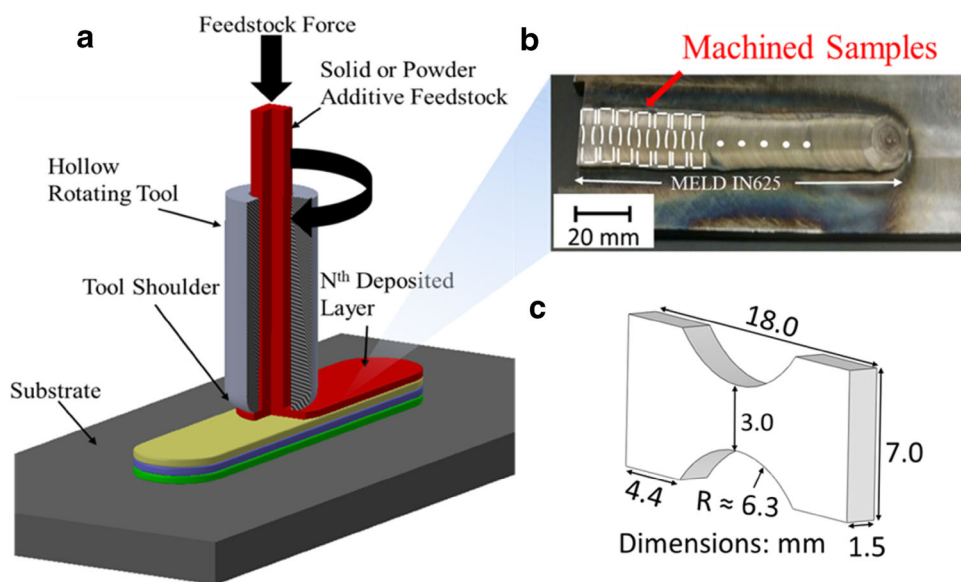 a
Feedstock Force
Solid or Powder
Additive Feedstock
Hollow
Rotating Tool
Tool Shoulder
Nth Deposited
Layer
Substrate
b
Machined Samples
MELD IN625
20 mm
c
18.0
3.0
7.0
4.4
R ≈ 6.3
1.5
Dimensions: mm